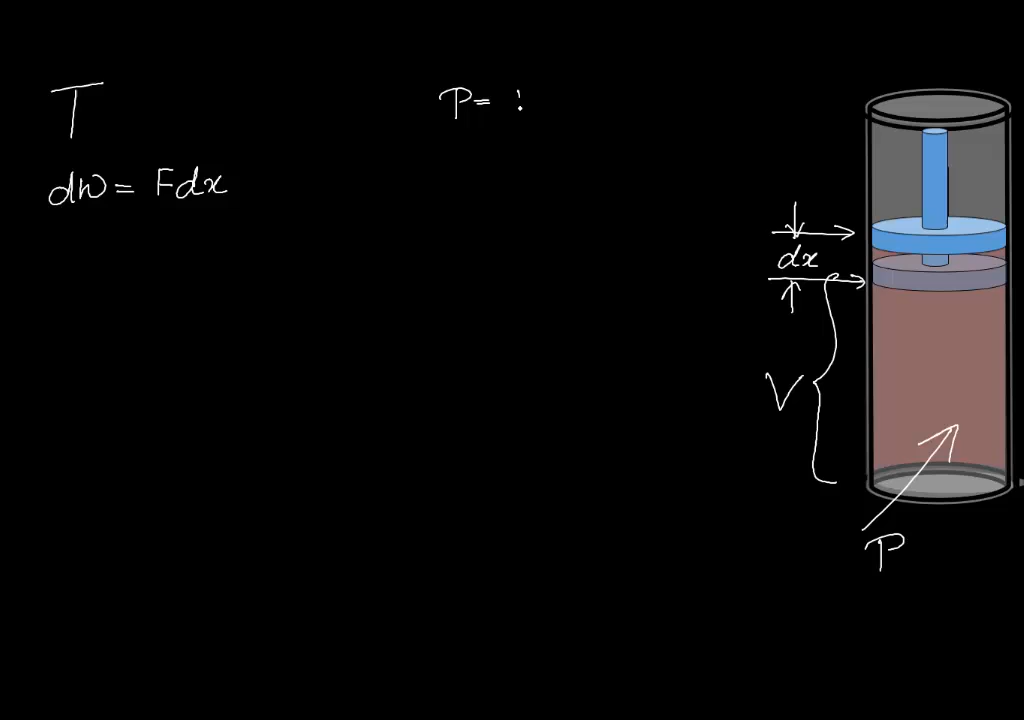 T
P= :
dW= Fdx
dx
V
P